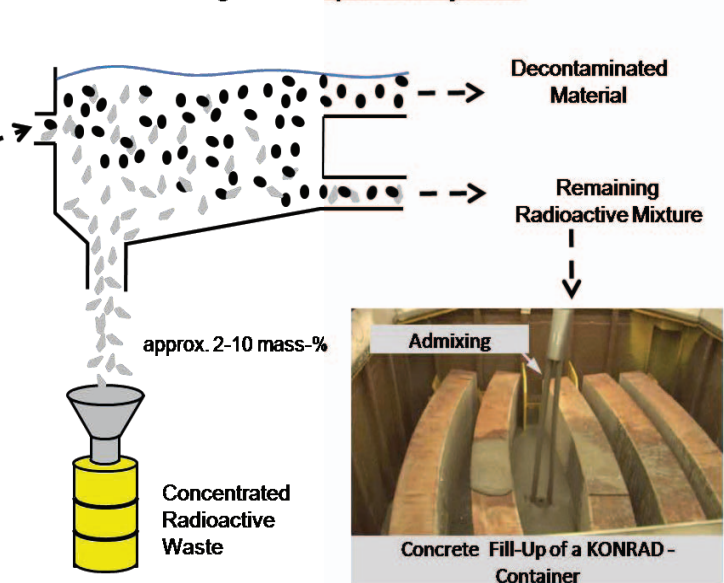 Decontaminated
Material
Remaining
Radioactive Mixture
approx. 2-10 mass-%
Admixing
Concentrated
Radioactive
Waste
Concrete Fill-Up of a KONRAD -
Container